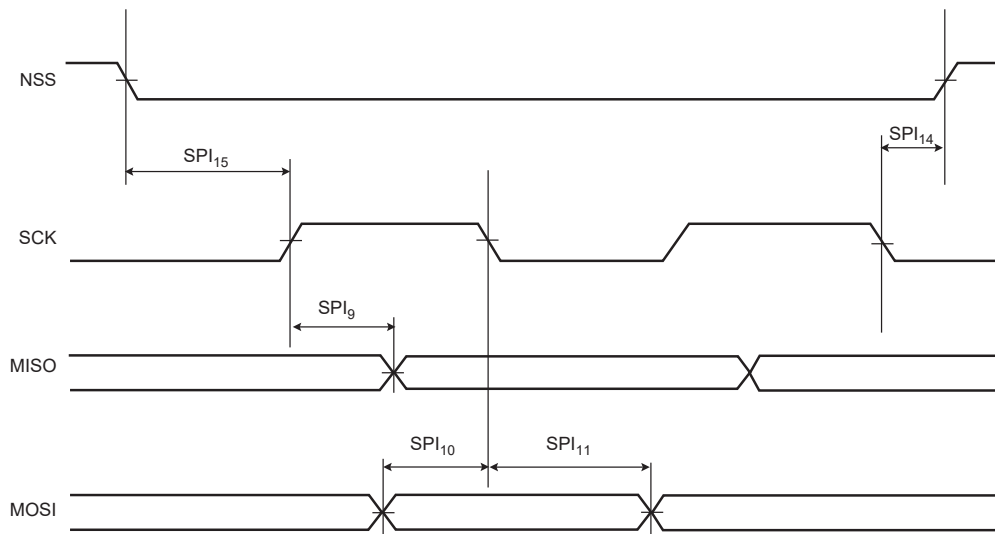 NSS
SPI₁₅
SPI₁₄
SCK
SPI₉
MISO
SPI₁₀
SPI₁₁
MOSI